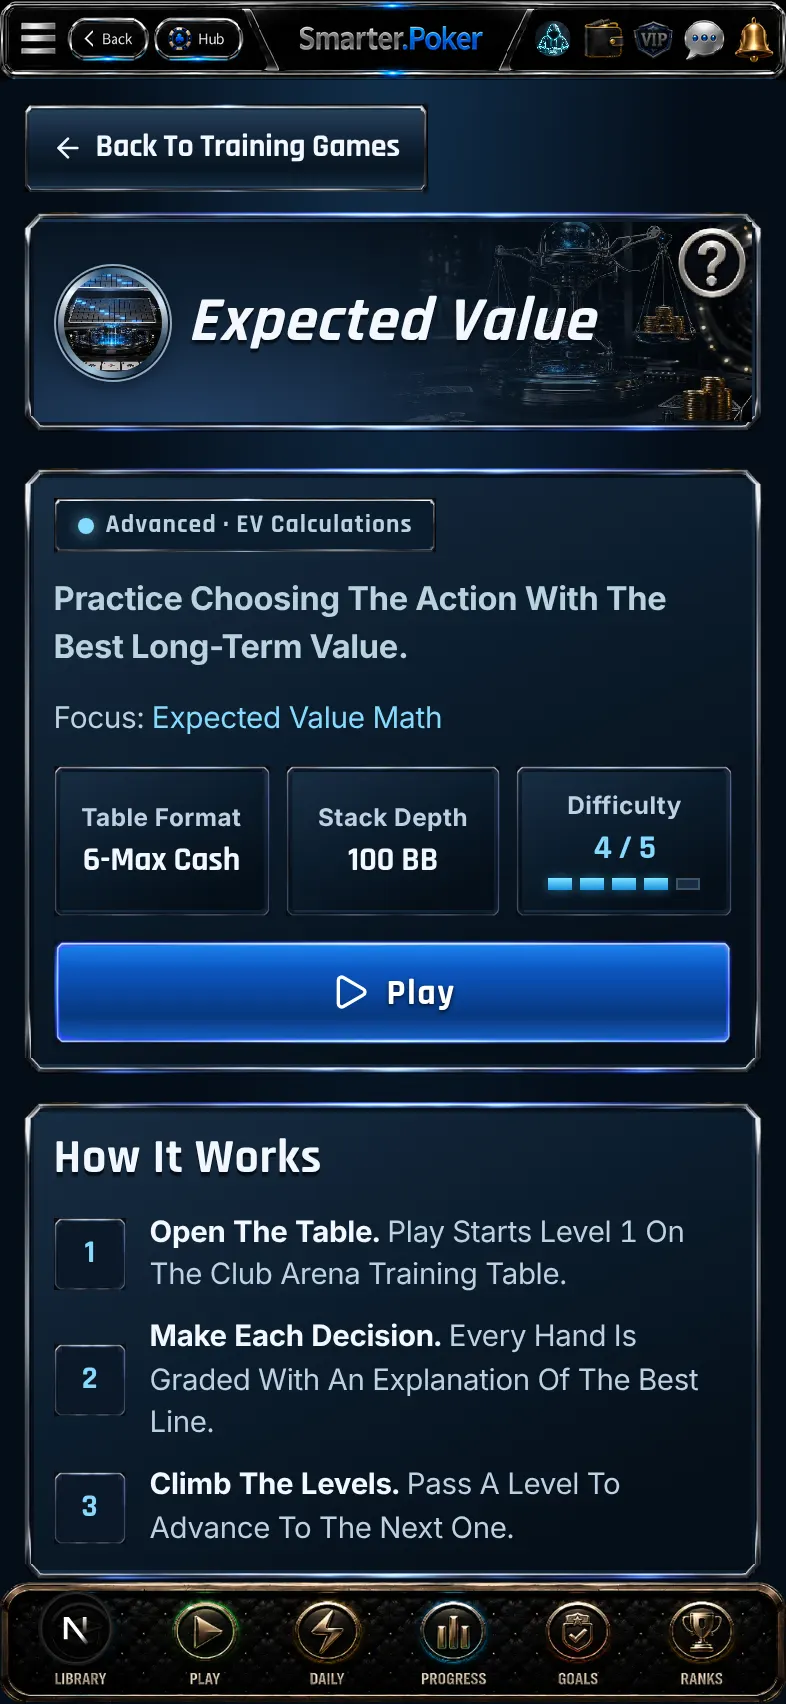 Back
Hub
Smarter.Poker
VIP
Back To Training Games
Expected Value
?
Advanced · EV Calculations
Practice Choosing The Action With The
Best Long-Term Value.
Focus: Expected Value Math
Table Format
6-Max Cash
Stack Depth
100 BB
Difficulty
4 / 5
Play
How It Works
1
Open The Table. Play Starts Level 1 On
The Club Arena Training Table.
2
Make Each Decision. Every Hand Is
Graded With An Explanation Of The Best
Line.
3
Climb The Levels. Pass A Level To
Advance To The Next One.
N
LIBRARY
PLAY
DAILY
PROGRESS
GOALS
RANKS